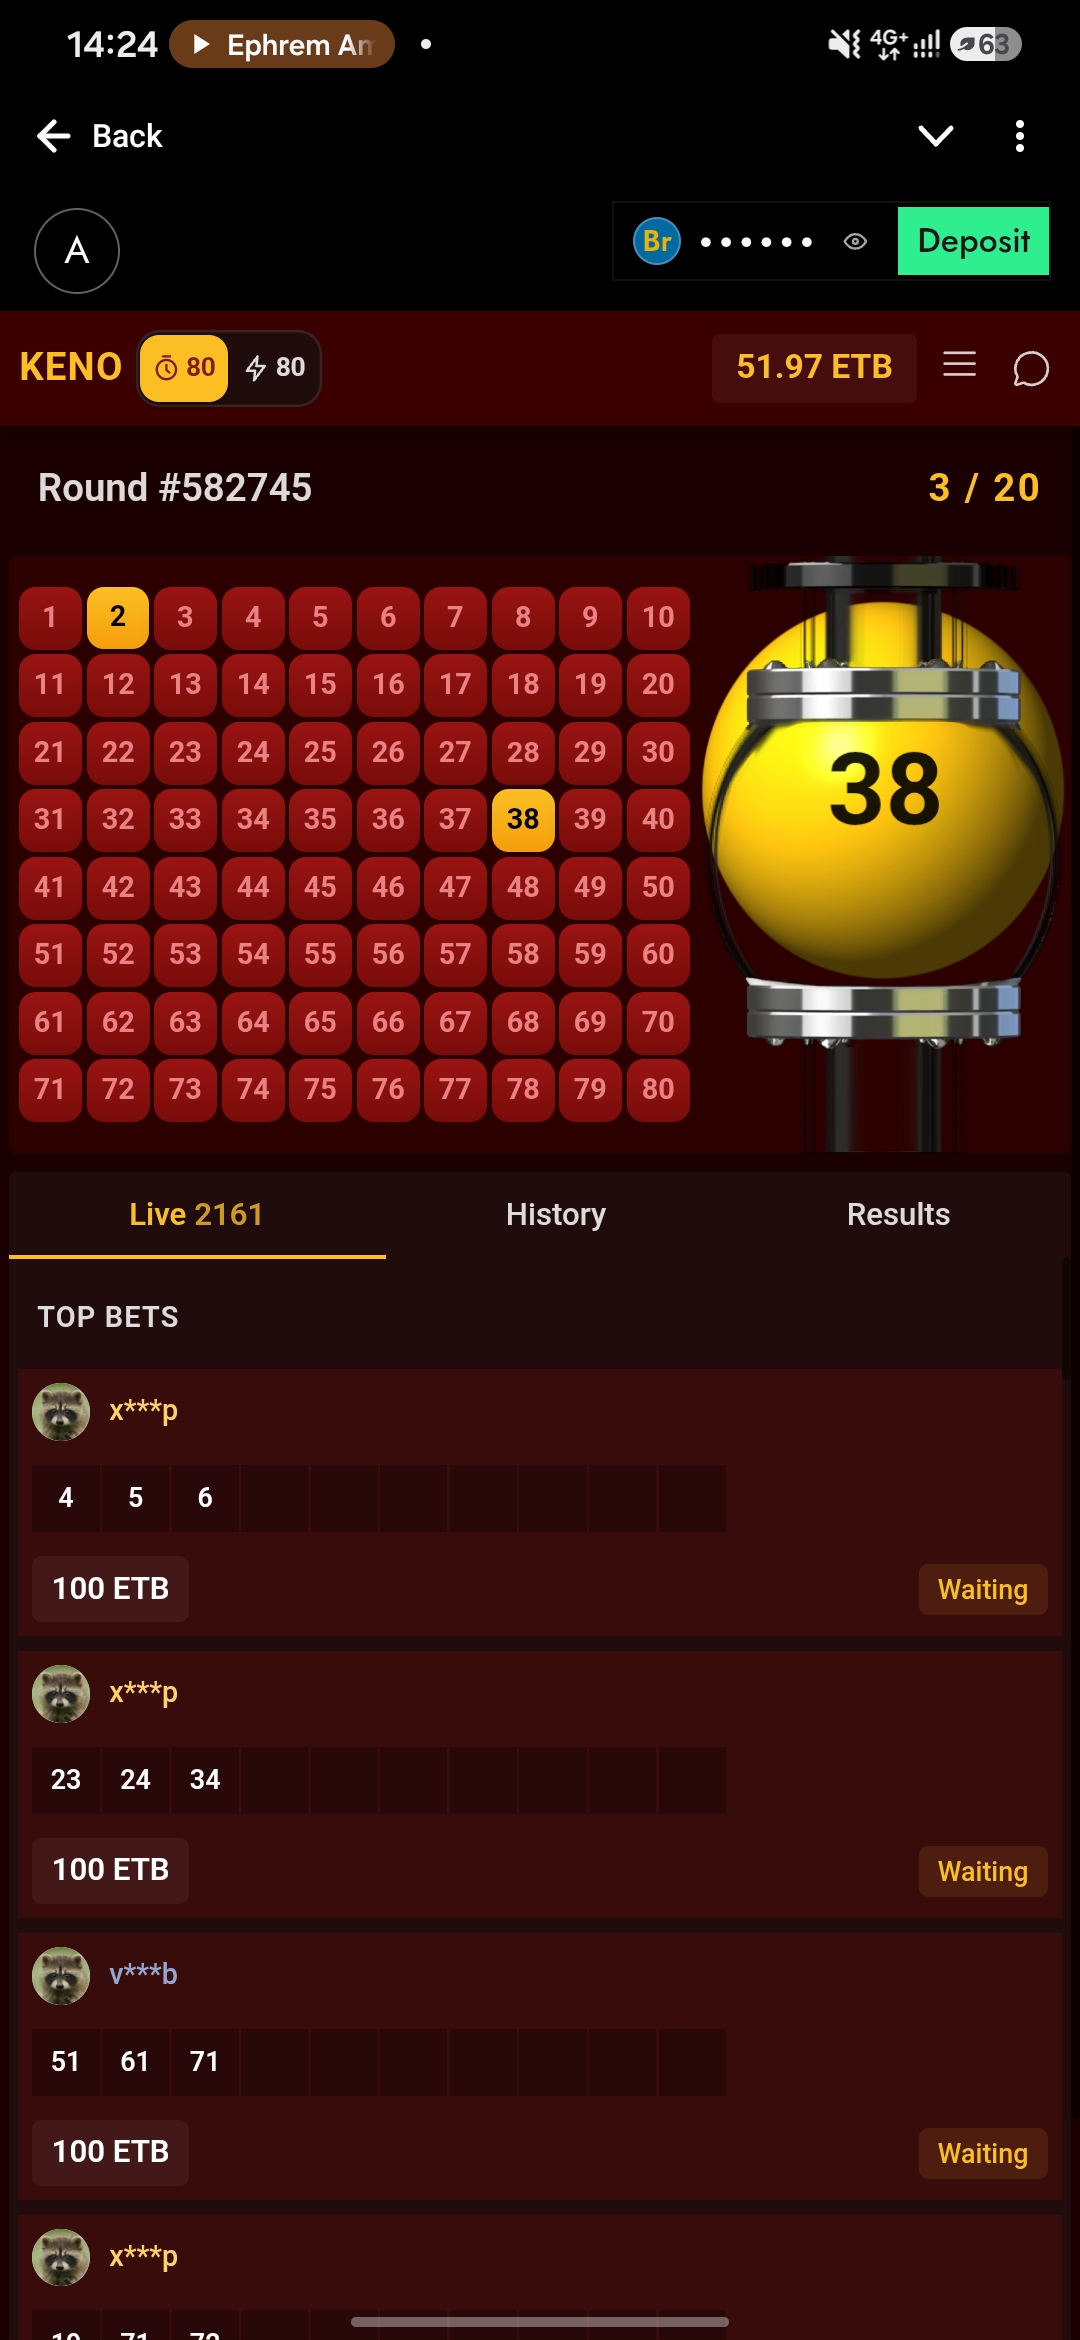 14:24 Ephrem Am 4G+ 63
Back
A Br •••••• Deposit
KENO 80 80 51.97 ETB
Round #582745 3 / 20
1 2 3 4 5 6 7 8 9 10
11 12 13 14 15 16 17 18 19 20
21 22 23 24 25 26 27 28 29 30
31 32 33 34 35 36 37 38 39 40
41 42 43 44 45 46 47 48 49 50
51 52 53 54 55 56 57 58 59 60
61 62 63 64 65 66 67 68 69 70
71 72 73 74 75 76 77 78 79 80
38
Live 2161 History Results
TOP BETS
x***p
4 5 6
100 ETB Waiting
x***p
23 24 34
100 ETB Waiting
v***b
51 61 71
100 ETB Waiting
x***p
71